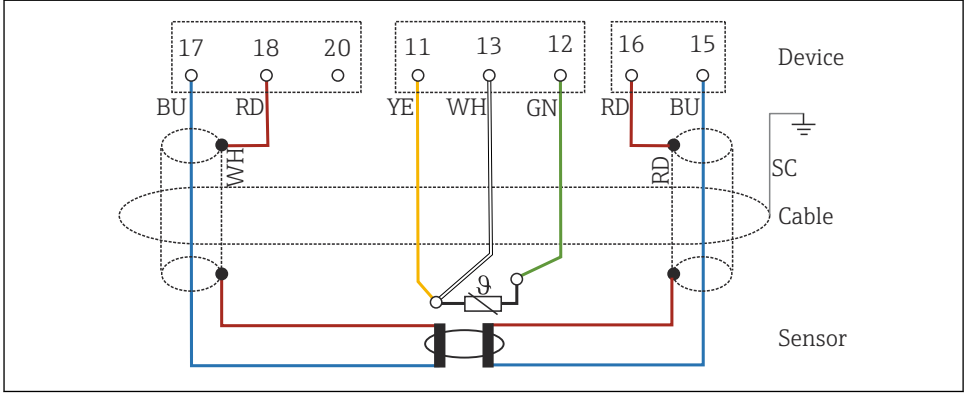 17 18 20 11 13 12 16 15
Device
BU RD YE WH GN RD BU
WH
RD
SC
Cable
ϑ
Sensor